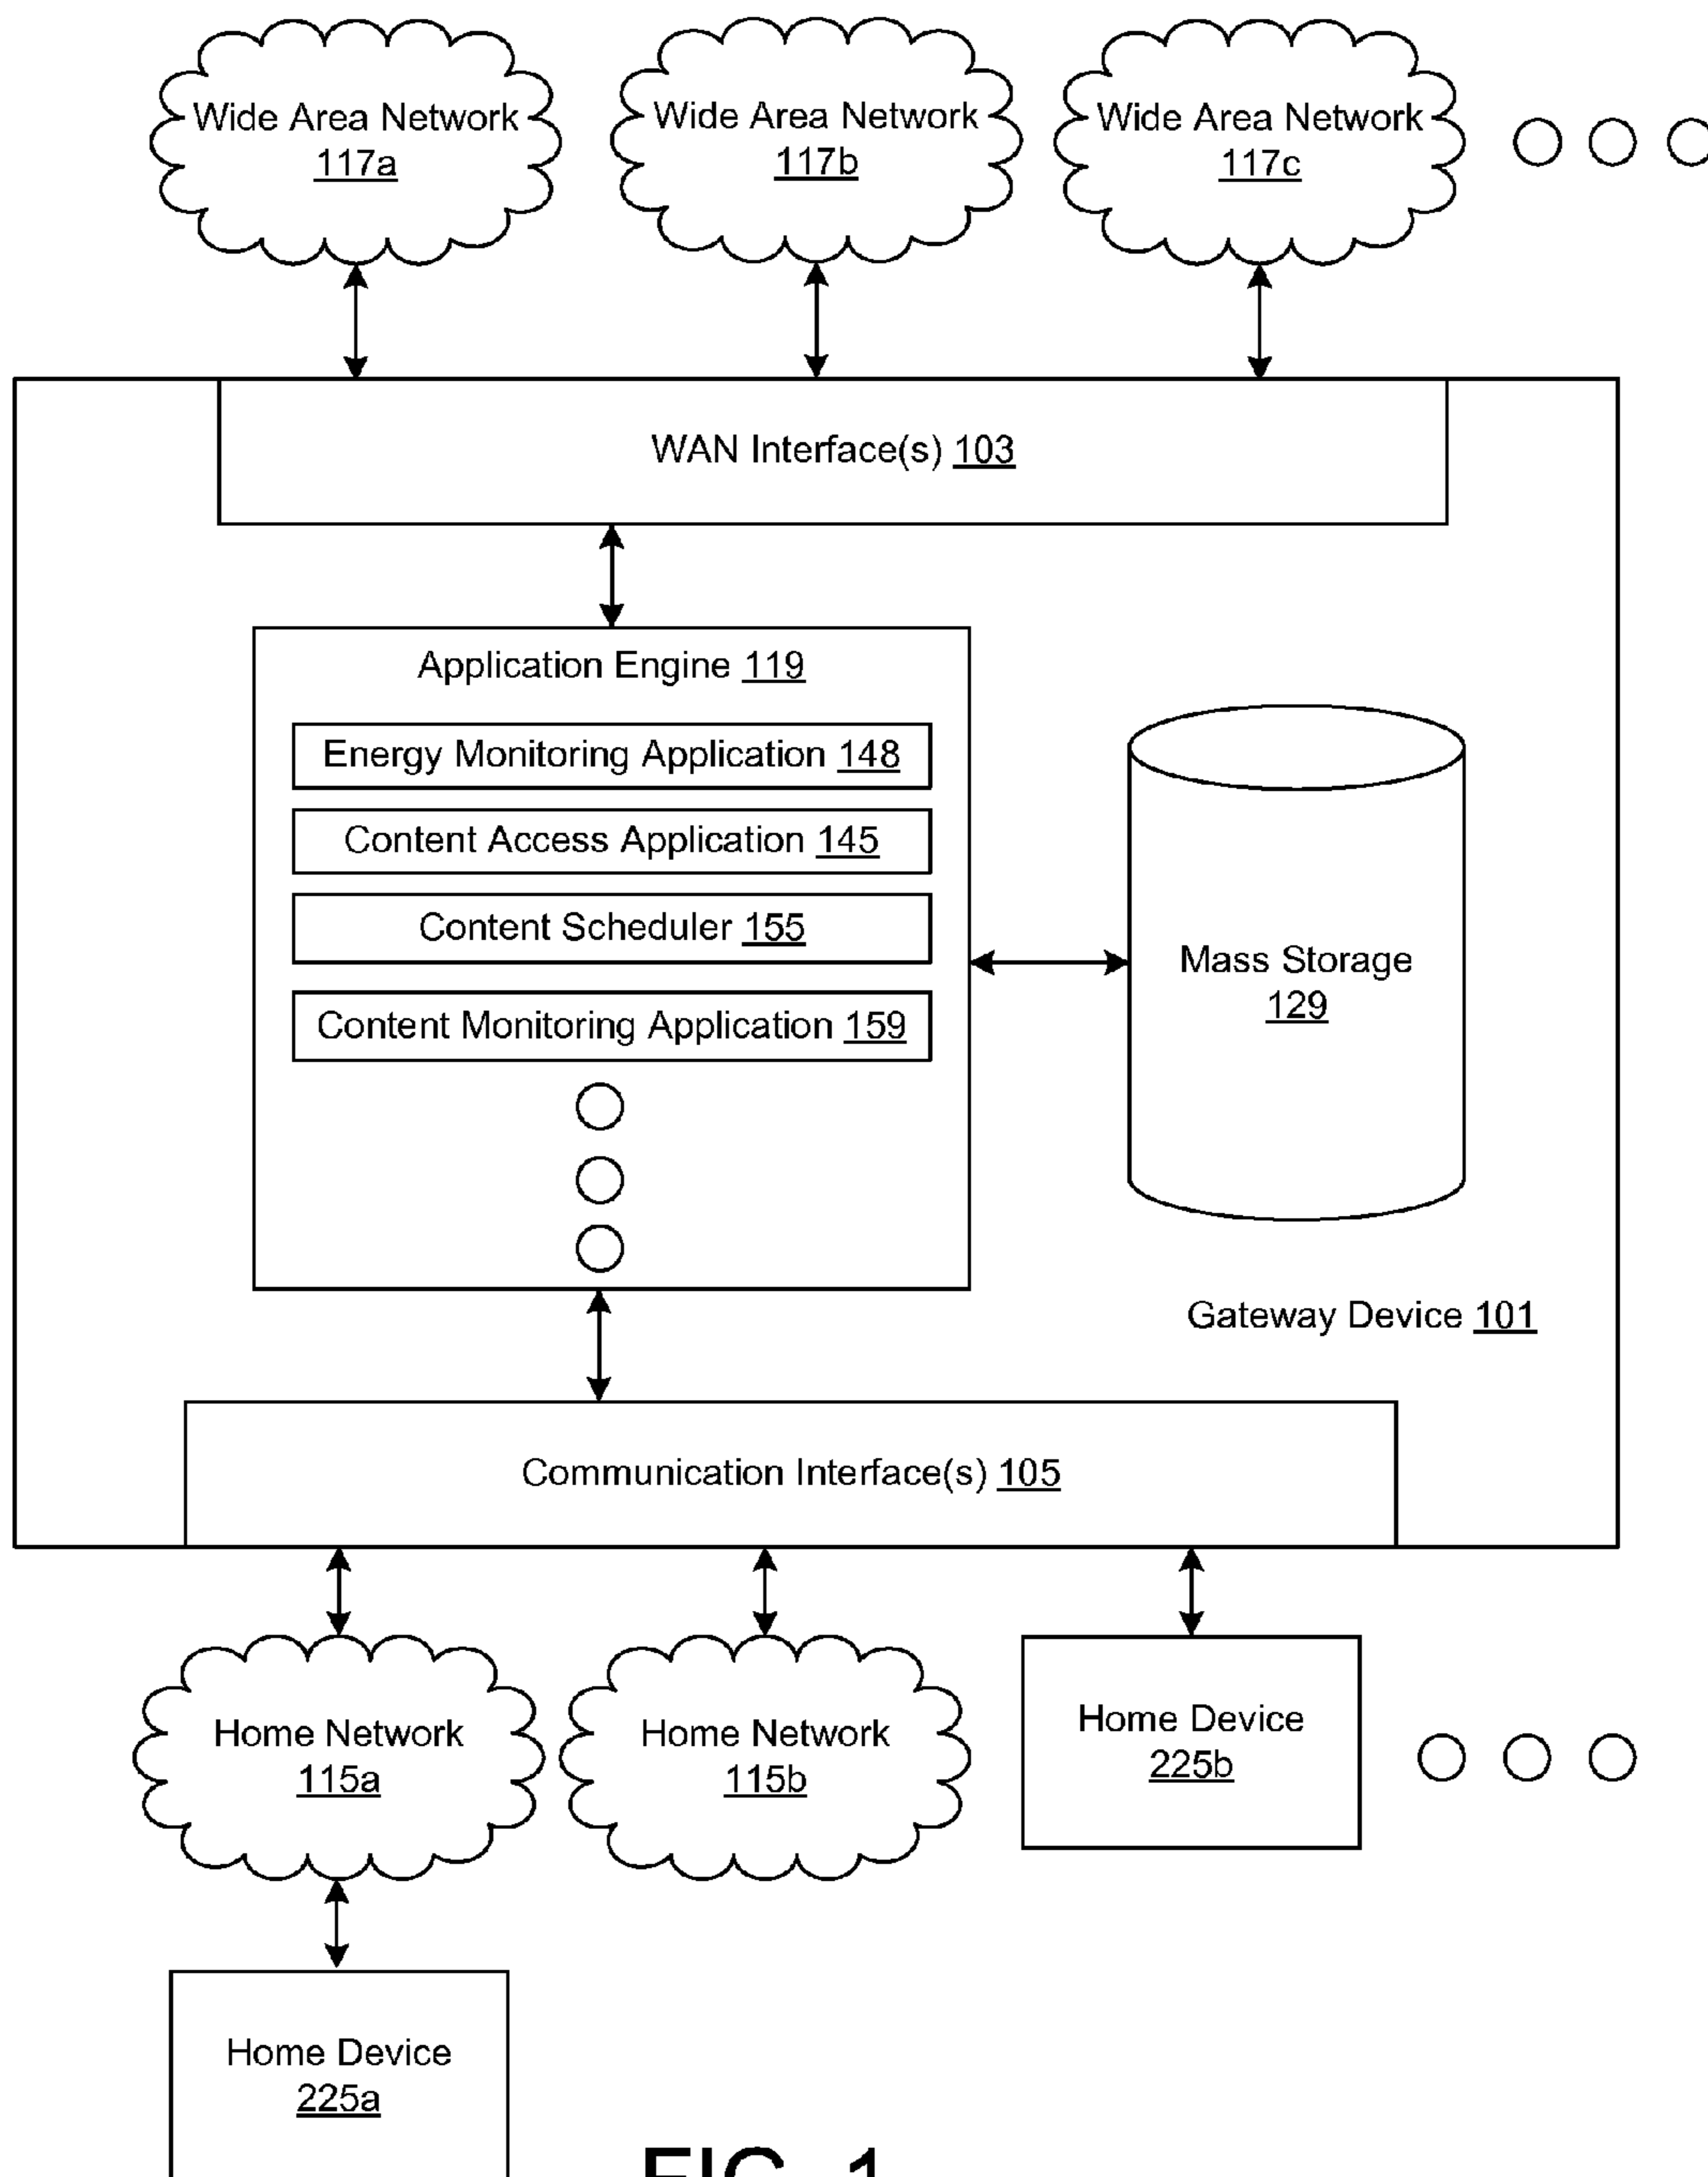 Wide Area Network
117a
Wide Area Network
117b
Wide Area Network
117c
WAN Interface(s) 103
Application Engine 119
Energy Monitoring Application 148
Content Access Application 145
Content Scheduler 155
Content Monitoring Application 159
Mass Storage
129
Gateway Device 101
Communication Interface(s) 105
Home Network
115a
Home Network
115b
Home Device
225b
Home Device
225a
FIG. 1